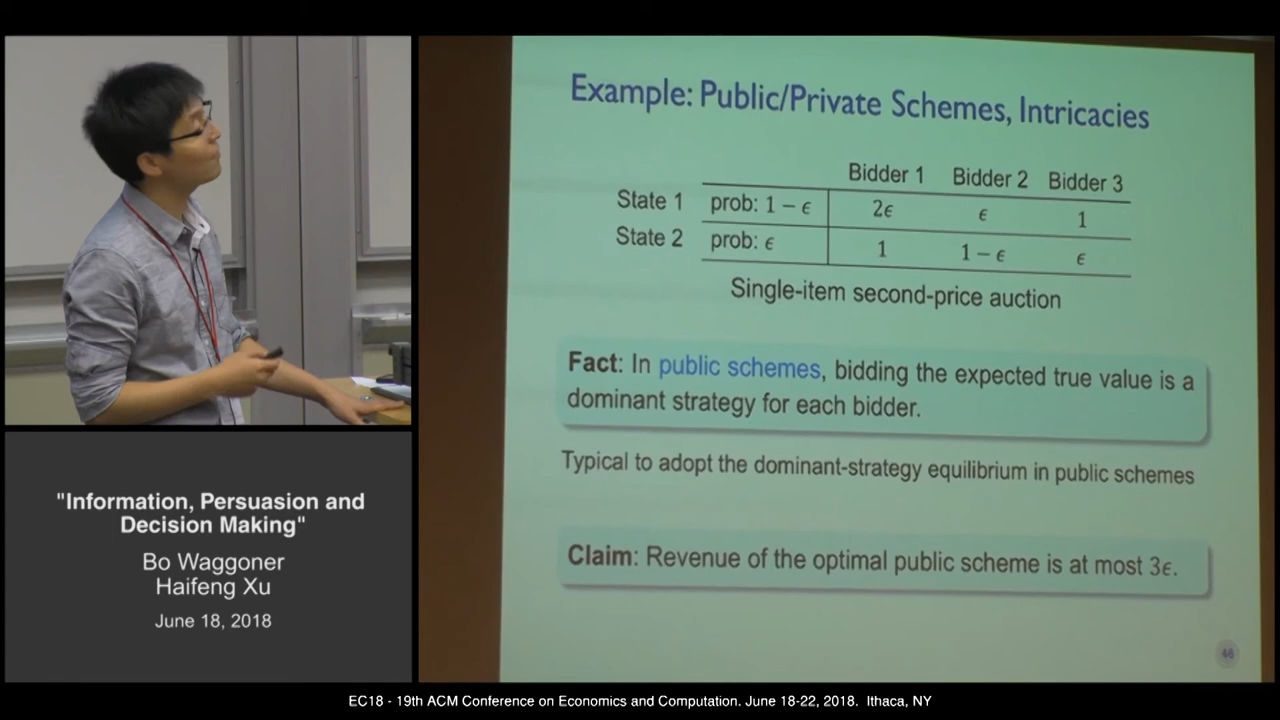 Example: Public/Private Schemes, Intricacies
Bidder 1 Bidder 2 Bidder 3
State 1 prob: 1 − ϵ 2ϵ ϵ 1
State 2 prob: ϵ 1 1 − ϵ ϵ
Single-item second-price auction
Fact: In public schemes, bidding the expected true value is a
dominant strategy for each bidder.
Typical to adopt the dominant-strategy equilibrium in public schemes
Claim: Revenue of the optimal public scheme is at most 3ϵ.
46
"Information, Persuasion and
Decision Making"
Bo Waggoner
Haifeng Xu
June 18, 2018
EC18 - 19th ACM Conference on Economics and Computation. June 18-22, 2018. Ithaca, NY